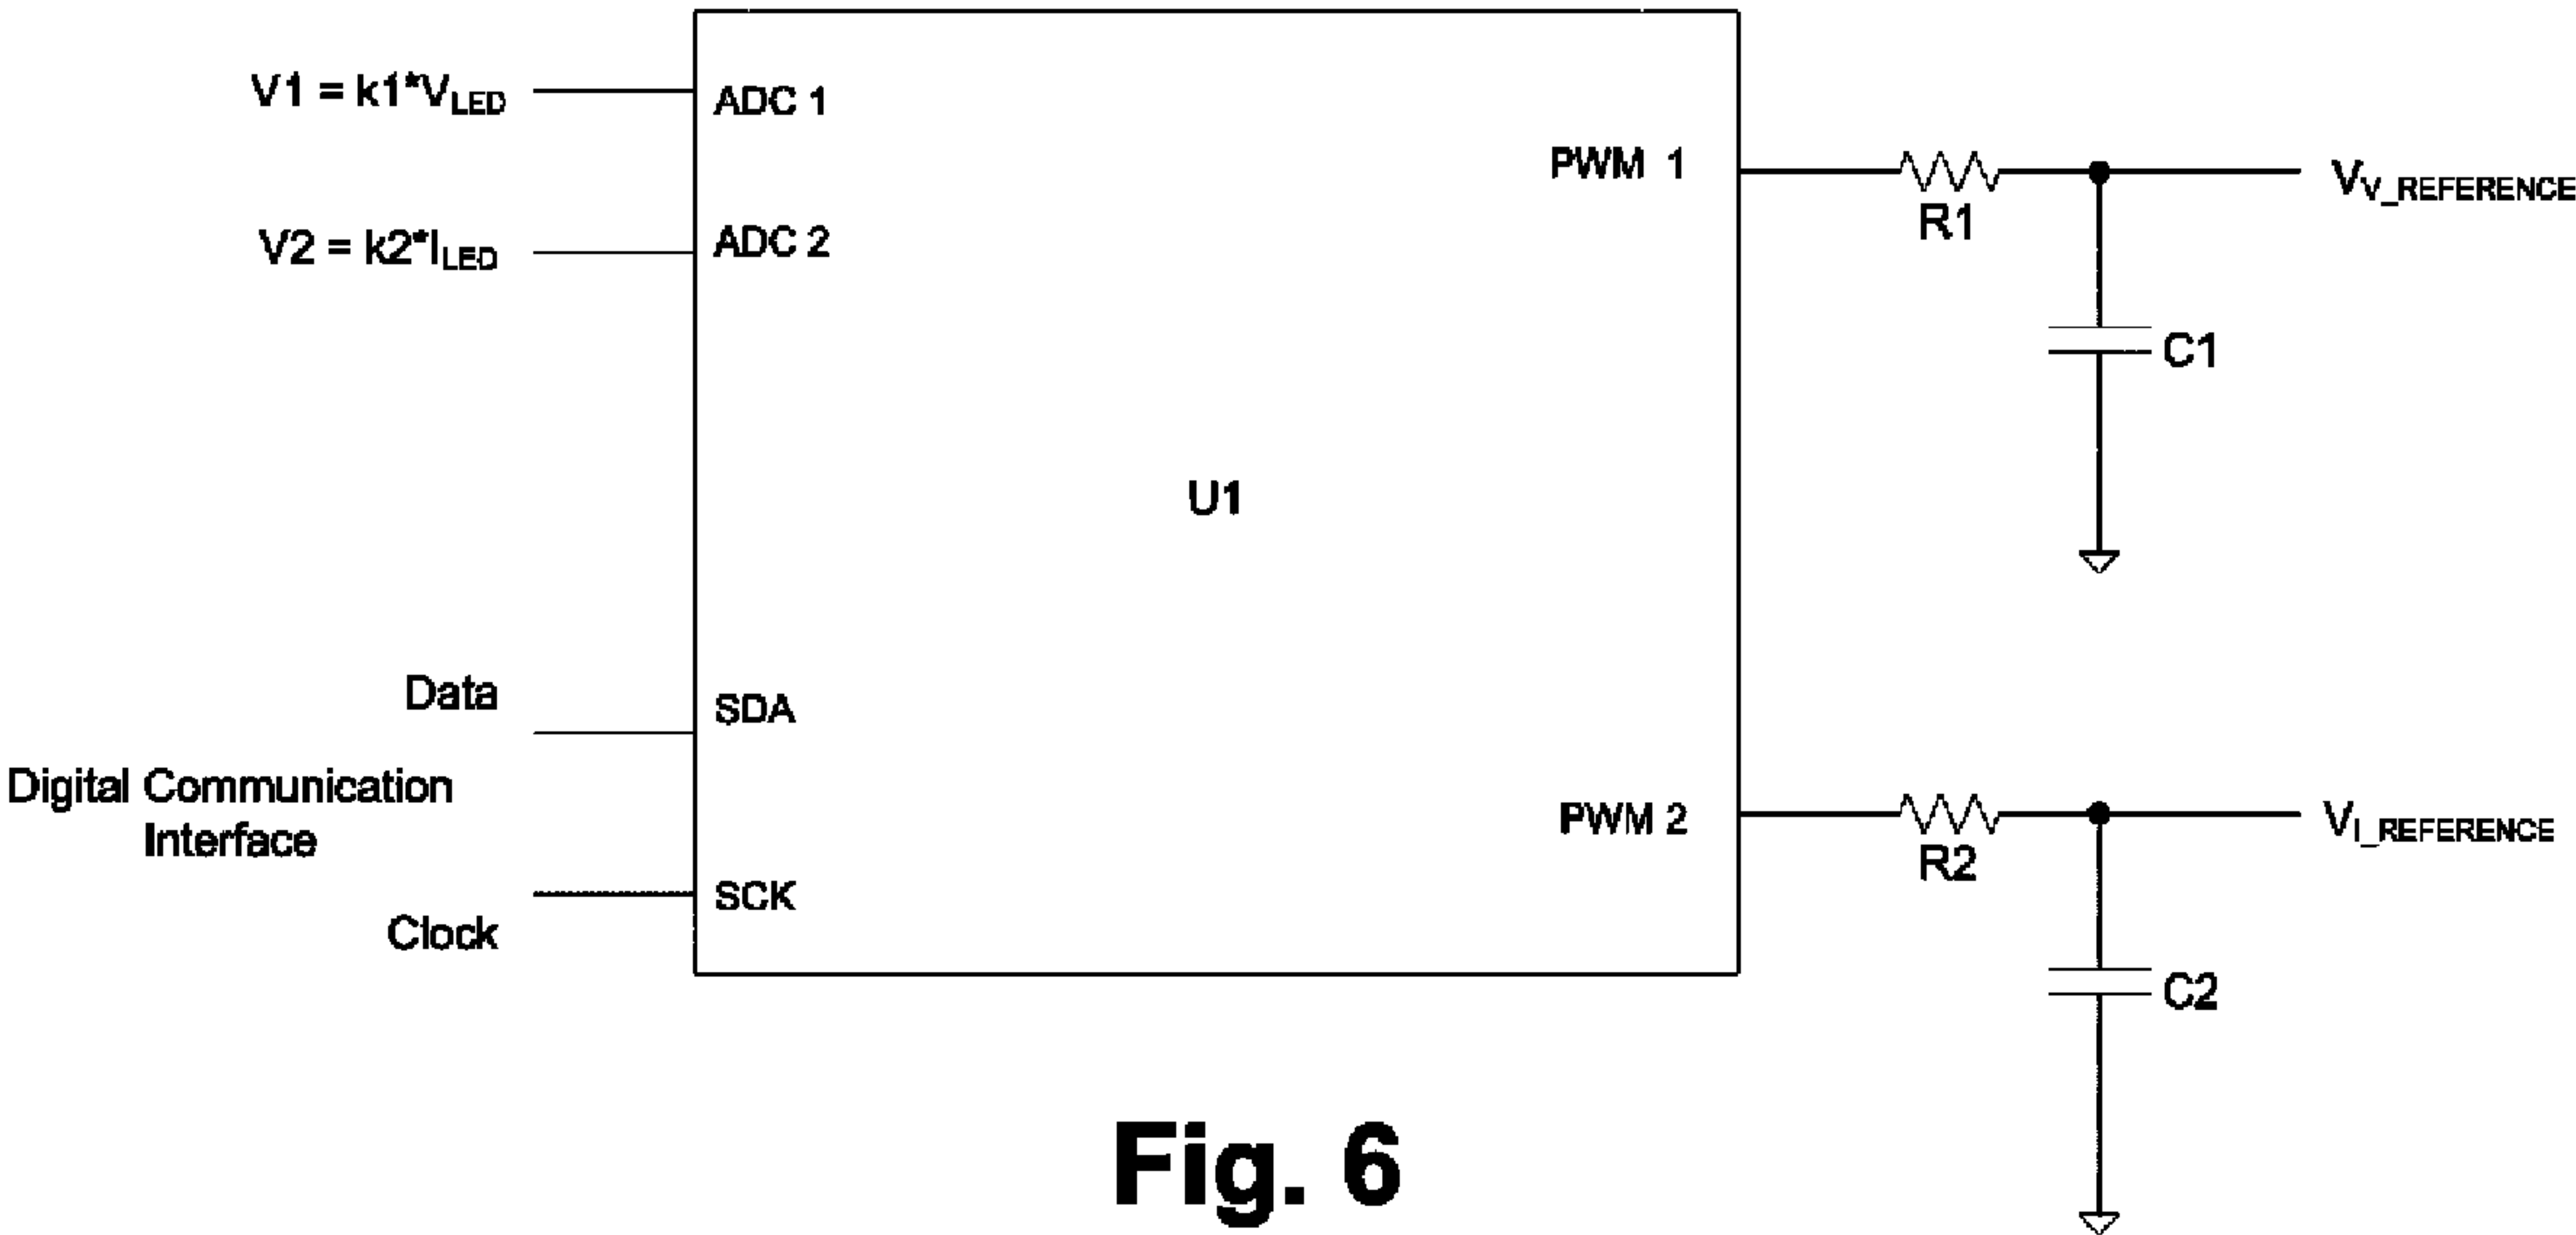 V1 = k1*VLED
ADC 1
PWM 1
VV_REFERENCE
R1
V2 = k2*ILED
ADC 2
C1
U1
Data
SDA
Digital Communication
Interface
PWM 2
VI_REFERENCE
R2
SCK
Clock
C2
Fig. 6